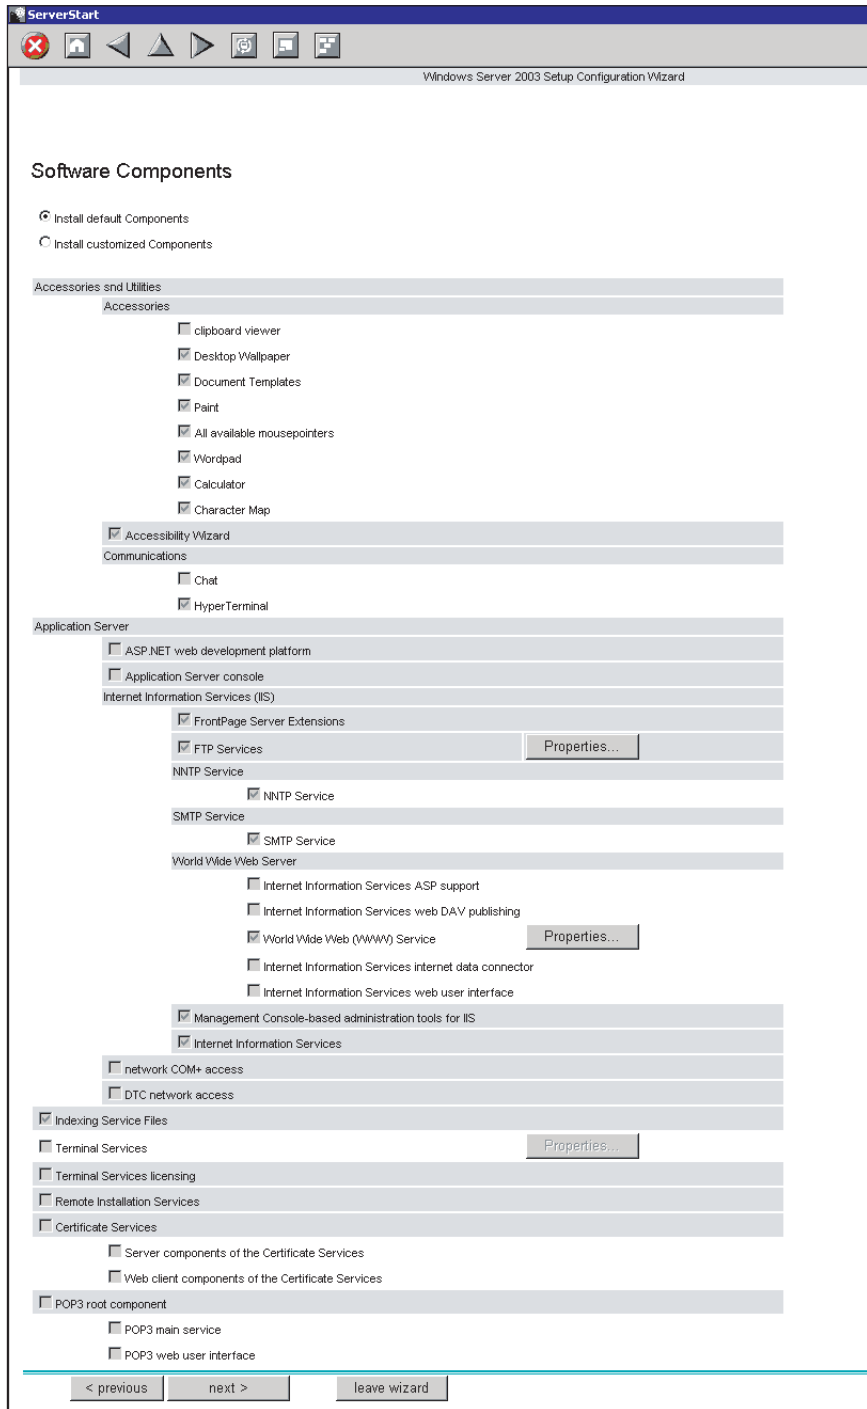 ServerStart
Windows Server 2003 Setup Configuration Wizard
Software Components
Install default Components
Install customized Components
Accessories snd Utilities
Accessories
clipboard viewer
Desktop Wallpaper
Document Templates
Paint
All available mousepointers
Wordpad
Calculator
Character Map
Accessibility Wizard
Communications
Chat
HyperTerminal
Application Server
ASP.NET web development platform
Application Server console
Internet Information Services (IIS)
FrontPage Server Extensions
FTP Services Properties...
NNTP Service
NNTP Service
SMTP Service
SMTP Service
World Wide Web Server
Internet Information Services ASP support
Internet Information Services web DAV publishing
World Wide Web (WWW) Service Properties...
Internet Information Services internet data connector
Internet Information Services web user interface
Management Console-based administration tools for IIS
Internet Information Services
network COM+ access
DTC network access
Indexing Service Files
Terminal Services Properties...
Terminal Services licensing
Remote Installation Services
Certificate Services
Server components of the Certificate Services
Web client components of the Certificate Services
POP3 root component
POP3 main service
POP3 web user interface
< previous next > leave wizard